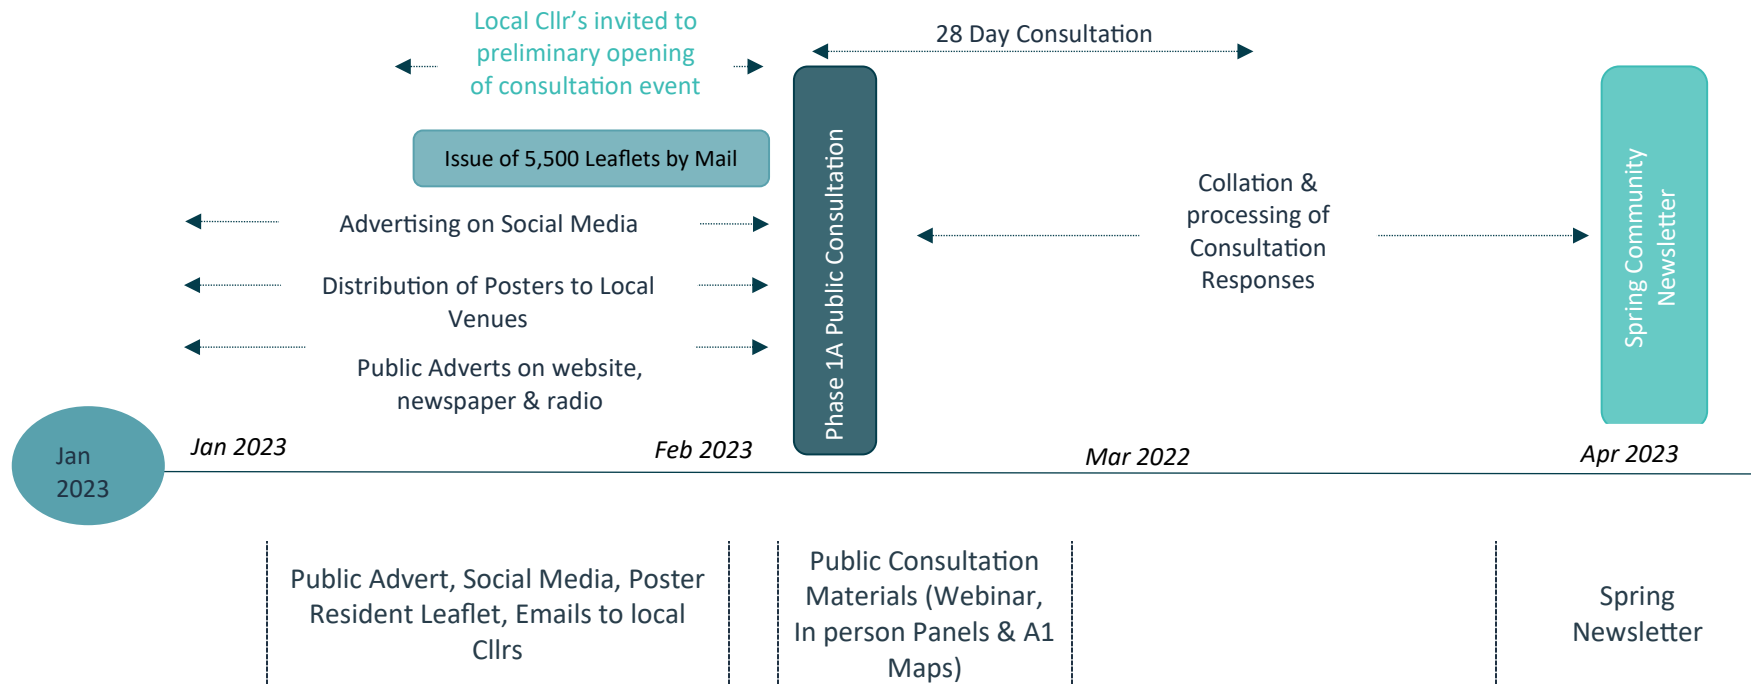 Local Cllr’s invited to
preliminary opening
of consultation event
28 Day Consultation
Issue of 5,500 Leaflets by Mail
Advertising on Social Media
Distribution of Posters to Local
Venues
Public Adverts on website,
newspaper & radio
Phase 1A Public Consultation
Collation &
processing of
Consultation
Responses
Spring Community
Newsletter
Jan
2023
Jan 2023
Feb 2023
Mar 2022
Apr 2023
Public Advert, Social Media, Poster
Resident Leaflet, Emails to local
Cllrs
Public Consultation
Materials (Webinar,
In person Panels & A1
Maps)
Spring
Newsletter